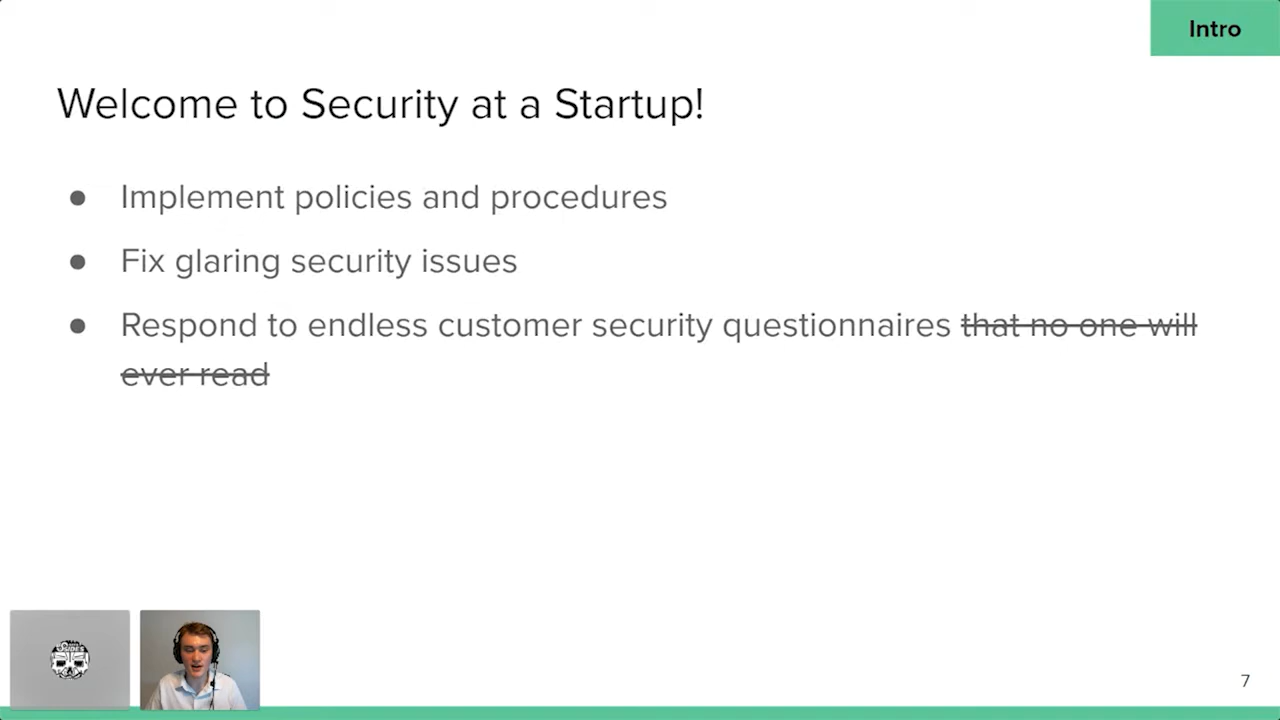 Intro
Welcome to Security at a Startup!
● Implement policies and procedures
● Fix glaring security issues
● Respond to endless customer security questionnaires that no one will
ever read
7